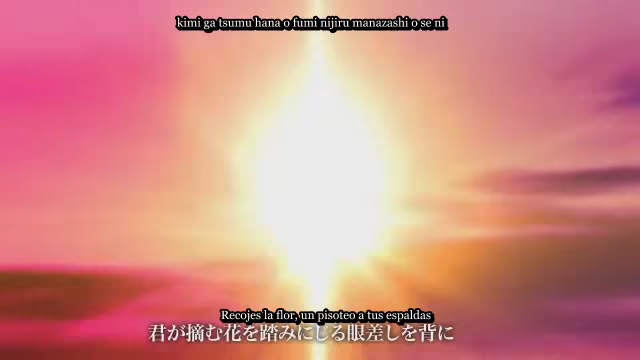 kimi ga tsumu hana o fumi nijiru manazashi o se ni
Recojes la flor, un pisoteo a tus espaldas
君が摘む花を踏みにじる眼差しを背に